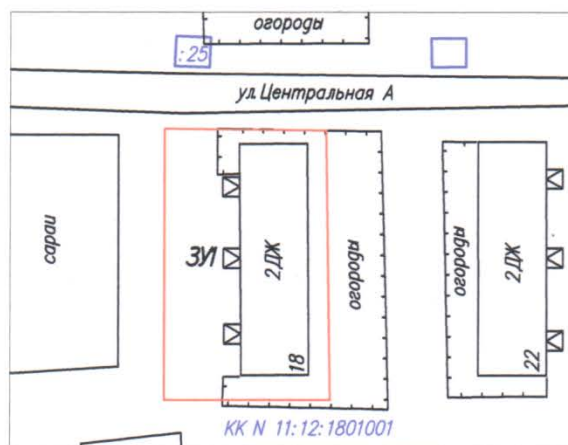 огороды
:25
ул. Центральная А
сараи
ЗУ1
2ДЖ
18
огороды
огороды
2ДЖ
22
КК N 11:12:1801001